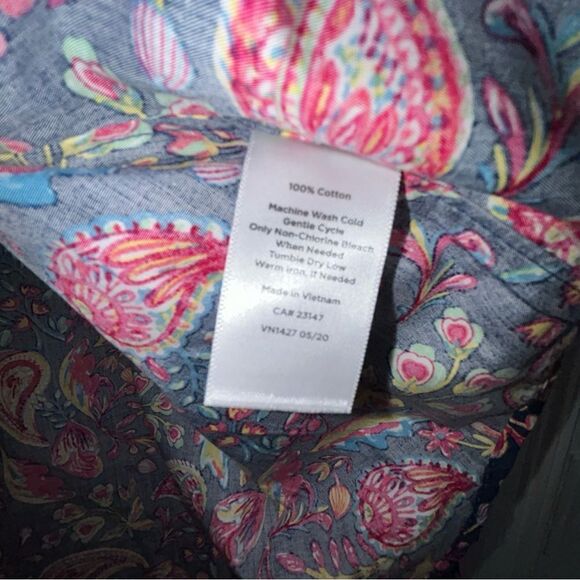 100% Cotton
Machine Wash Cold
Gentle Cycle
Only Non-Chlorine Bleach
When Needed
Tumble Dry Low
Warm Iron, If Needed
Made in Vietnam
CA# 23147
VN1427 05/20